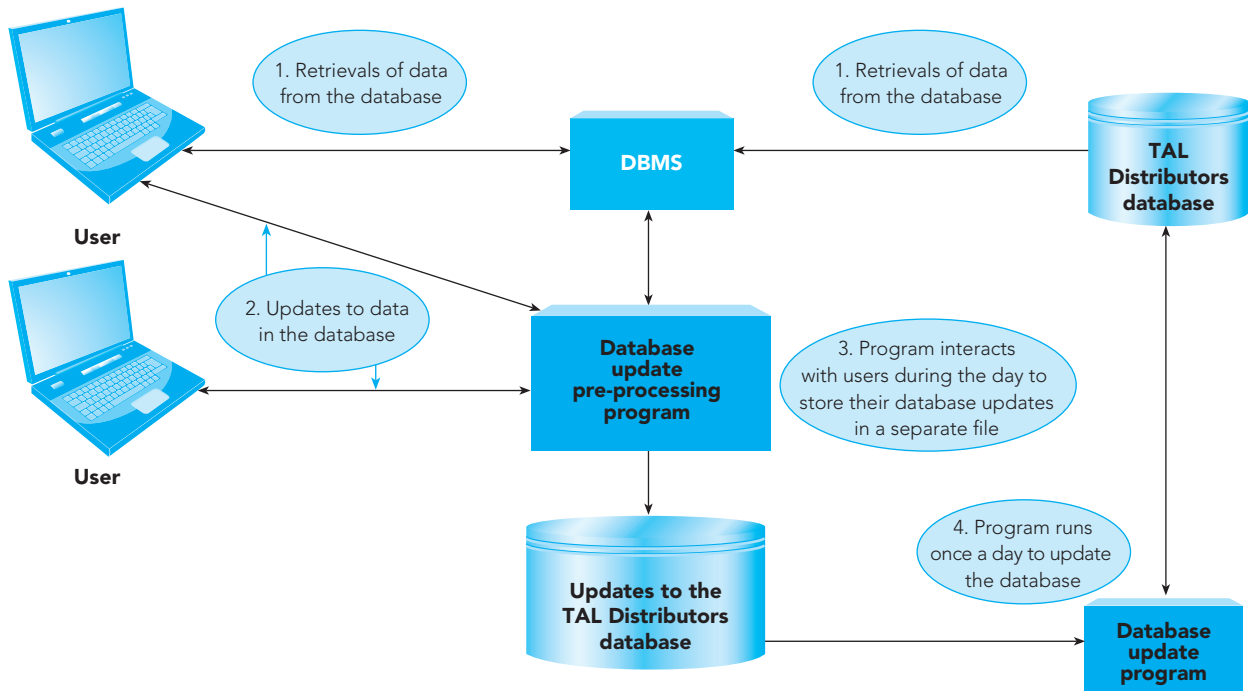 1. Retrievals of data
from the database
1. Retrievals of data
from the database
DBMS
TAL
Distributors
database
User
2. Updates to data
in the database
Database
update
pre-processing
program
3. Program interacts
with users during the day to
store their database updates
in a separate file
User
4. Program runs
once a day to update
the database
Updates to the
TAL Distributors
database
Database
update
program